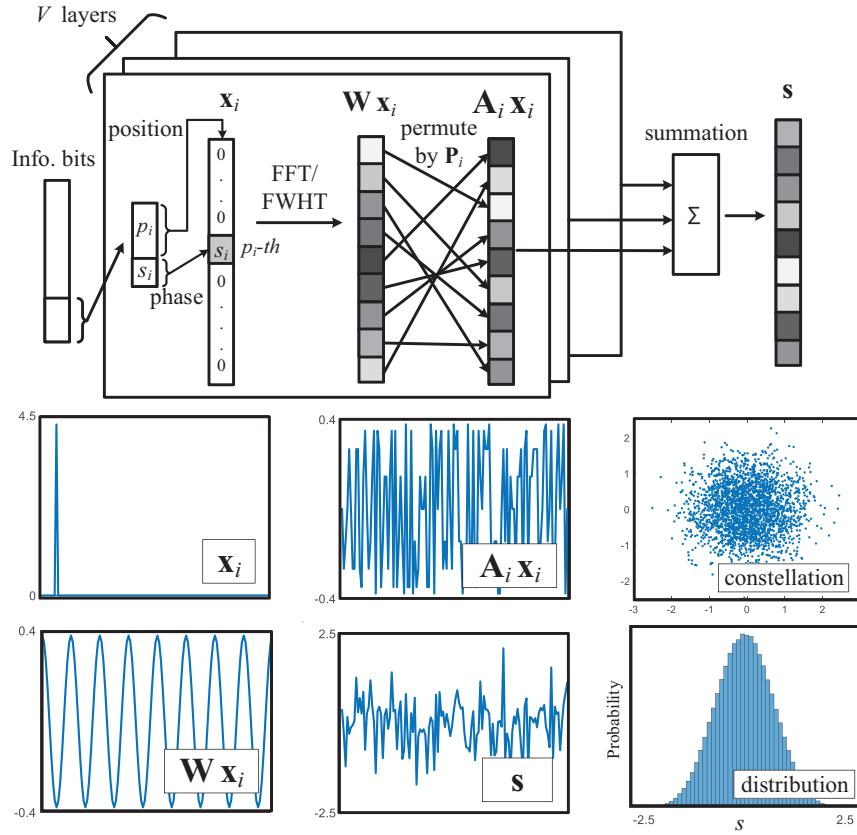 V layers
x_i
W x_i
A_i x_i
s
position
permute
by P_i
summation
Info. bits
0
.
.
.
0
FFT/
FWHT
p_i
s_i
s_i
p_i-th
phase
0
.
.
.
0
Σ
4.5
0
x_i
0.4
-0.4
A_i x_i
2
1
0
-1
-2
-3
-2
-1
0
1
2
constellation
0.4
-0.4
W x_i
2.5
-2.5
s
Probability
distribution
-2.5
s
2.5